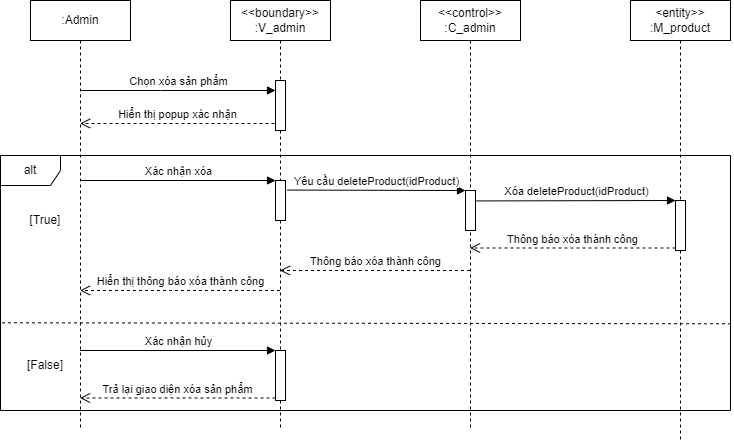 :Admin
<<boundary>>
:V_admin
<<control>>
:C_admin
<entity>>
:M_product
Chọn xóa sản phẩm
Hiển thị popup xác nhận
alt
Xác nhận xóa
Yêu cầu deleteProduct(idProduct)
Xóa deleteProduct(idProduct)
[True]
Thông báo xóa thành công
Thông báo xóa thành công
Hiển thị thông báo xóa thành công
Xác nhận hủy
[False]
Trả lại giao diện xóa sản phẩm